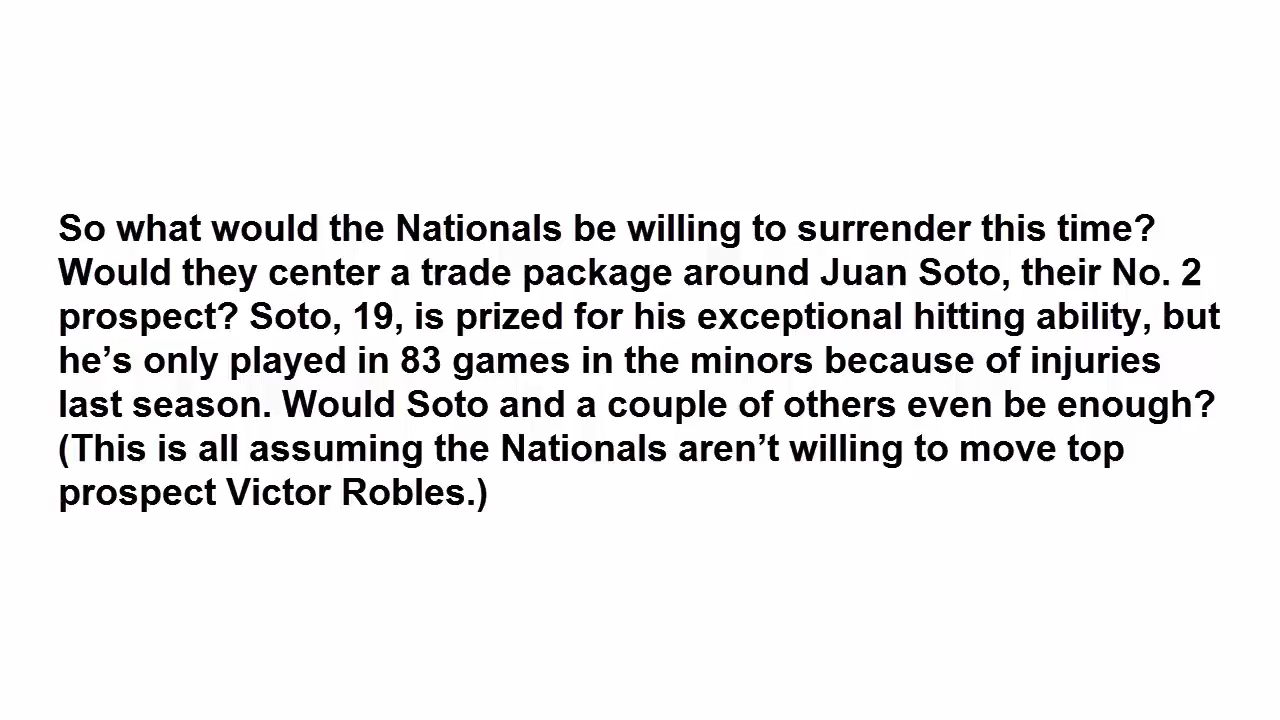 So what would the Nationals be willing to surrender this time?
Would they center a trade package around Juan Soto, their No. 2
prospect? Soto, 19, is prized for his exceptional hitting ability, but
he’s only played in 83 games in the minors because of injuries
last season. Would Soto and a couple of others even be enough?
(This is all assuming the Nationals aren’t willing to move top
prospect Victor Robles.)